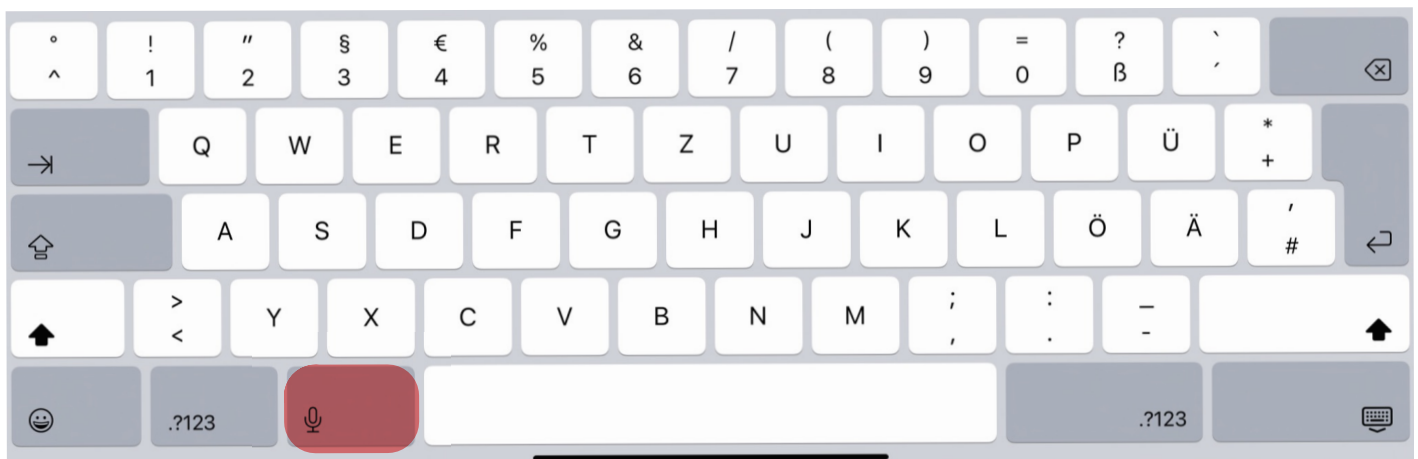 ° ! " § € % & / ( ) = ? `
^ 1 2 3 4 5 6 7 8 9 0 ß ´
Q W E R T Z U I O P Ü * +
A S D F G H J K L Ö Ä ' #
> < Y X C V B N M ; , : . _ -
.?123 .?123